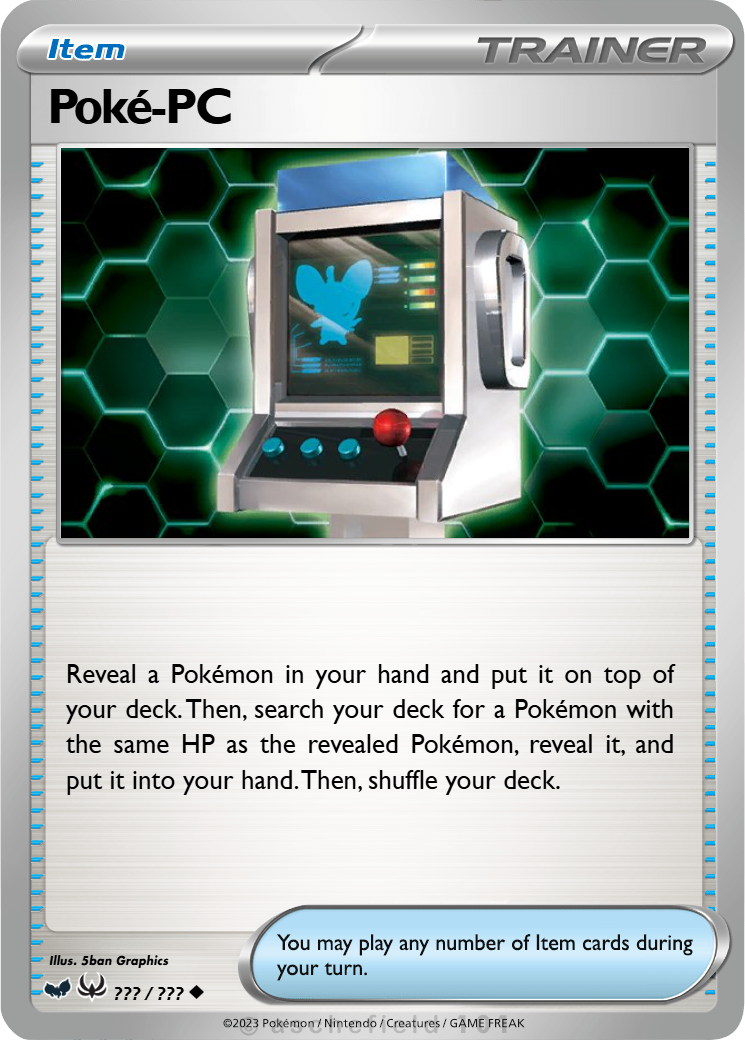 Item
TRAINER
Poké-PC
Reveal a Pokémon in your hand and put it on top of
your deck. Then, search your deck for a Pokémon with
the same HP as the revealed Pokémon, reveal it, and
put it into your hand. Then, shuffle your deck.
You may play any number of Item cards during
your turn.
Illus. 5ban Graphics
??? / ???
©2023 Pokémon / Nintendo / Creatures / GAME FREAK